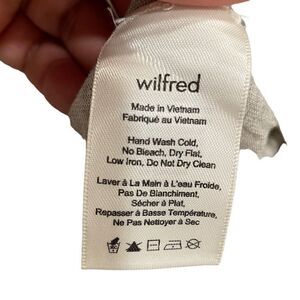 wilfred
Made in Vietnam
Fabriqué au Vietnam
Hand Wash Cold,
No Bleach, Dry Flat,
Low Iron, Do Not Dry Clean
Laver à La Main à L'eau Froide,
Pas De Blanchiment,
Sécher à Plat,
Repasser à Basse Température,
Ne Pas Nettoyer à Sec